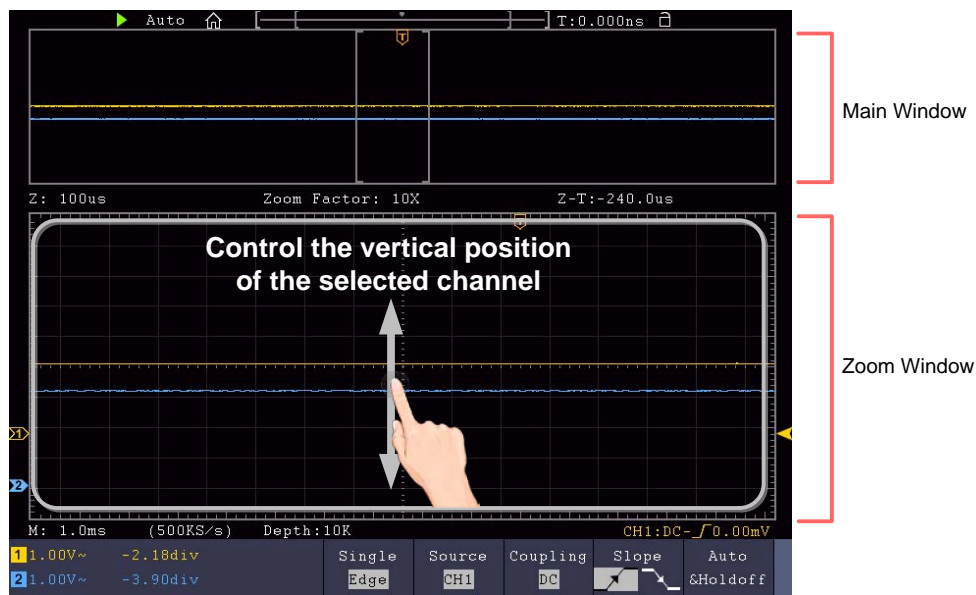 Auto T:0.000ns
T
Main Window
Z: 100us Zoom Factor: 10X Z-T:-240.0us
Control the vertical position
of the selected channel
Zoom Window
1
2
M: 1.0ms (500KS/s) Depth:10K CH1:DC- 0.00mV
1 1.00V~ -2.18div Single Source Coupling Slope Auto
2 1.00V~ -3.90div Edge CH1 DC &Holdoff